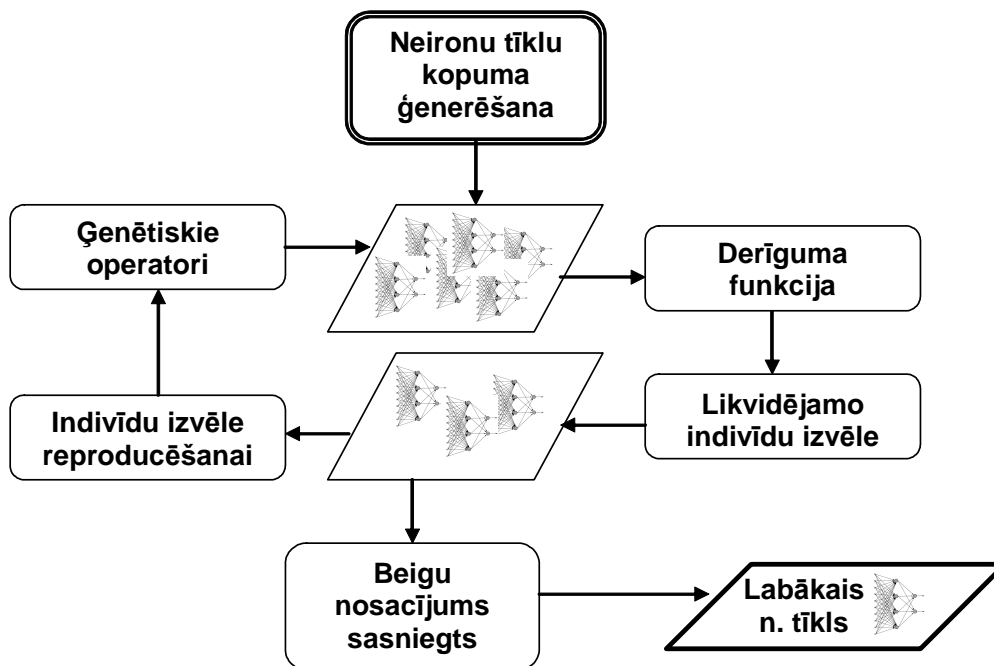 Neironu tīklu
kopuma
ģenerēšana
Ģenētiskie
operatori
Derīguma
funkcija
Indivīdu izvēle
reproducēšanai
Likvidējamo
indivīdu izvēle
Beigu
nosacījums
sasniegts
Labākais
n. tīkls